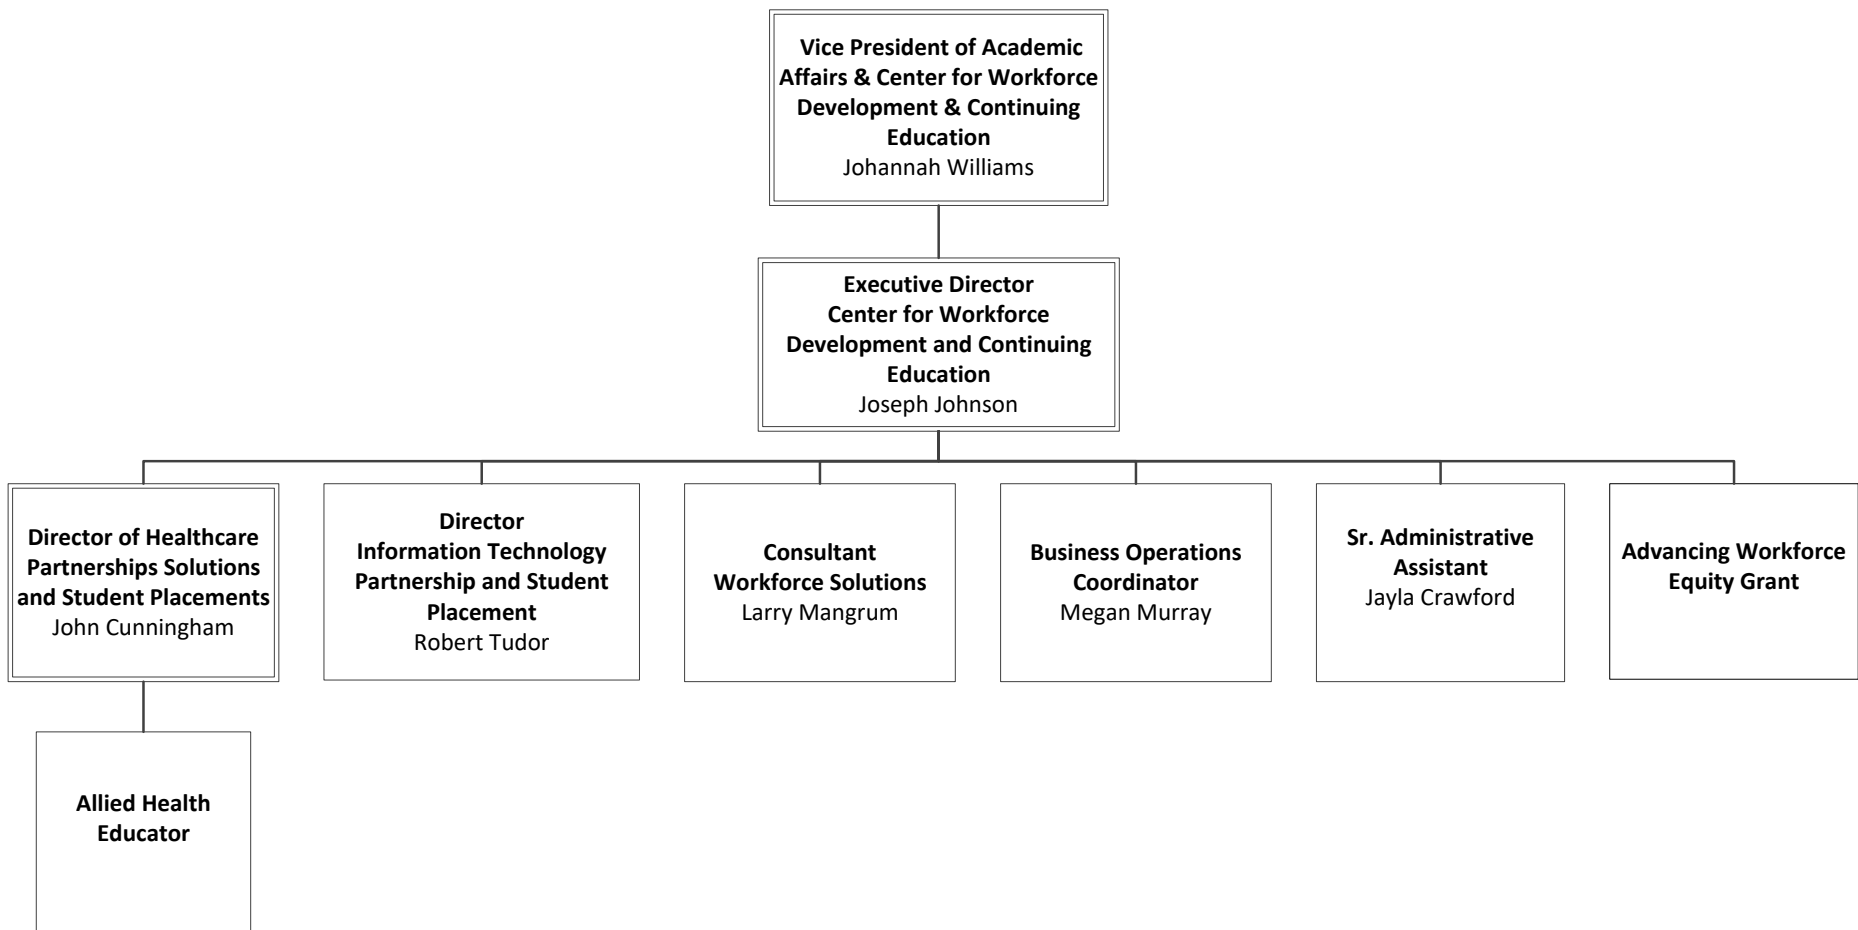 Vice President of Academic
Affairs & Center for Workforce
Development & Continuing
Education
Johannah Williams
Executive Director
Center for Workforce
Development and Continuing
Education
Joseph Johnson
Director of Healthcare
Partnerships Solutions
and Student Placements
John Cunningham
Director
Information Technology
Partnership and Student
Placement
Robert Tudor
Consultant
Workforce Solutions
Larry Mangrum
Business Operations
Coordinator
Megan Murray
Sr. Administrative
Assistant
Jayla Crawford
Advancing Workforce
Equity Grant
Allied Health
Educator